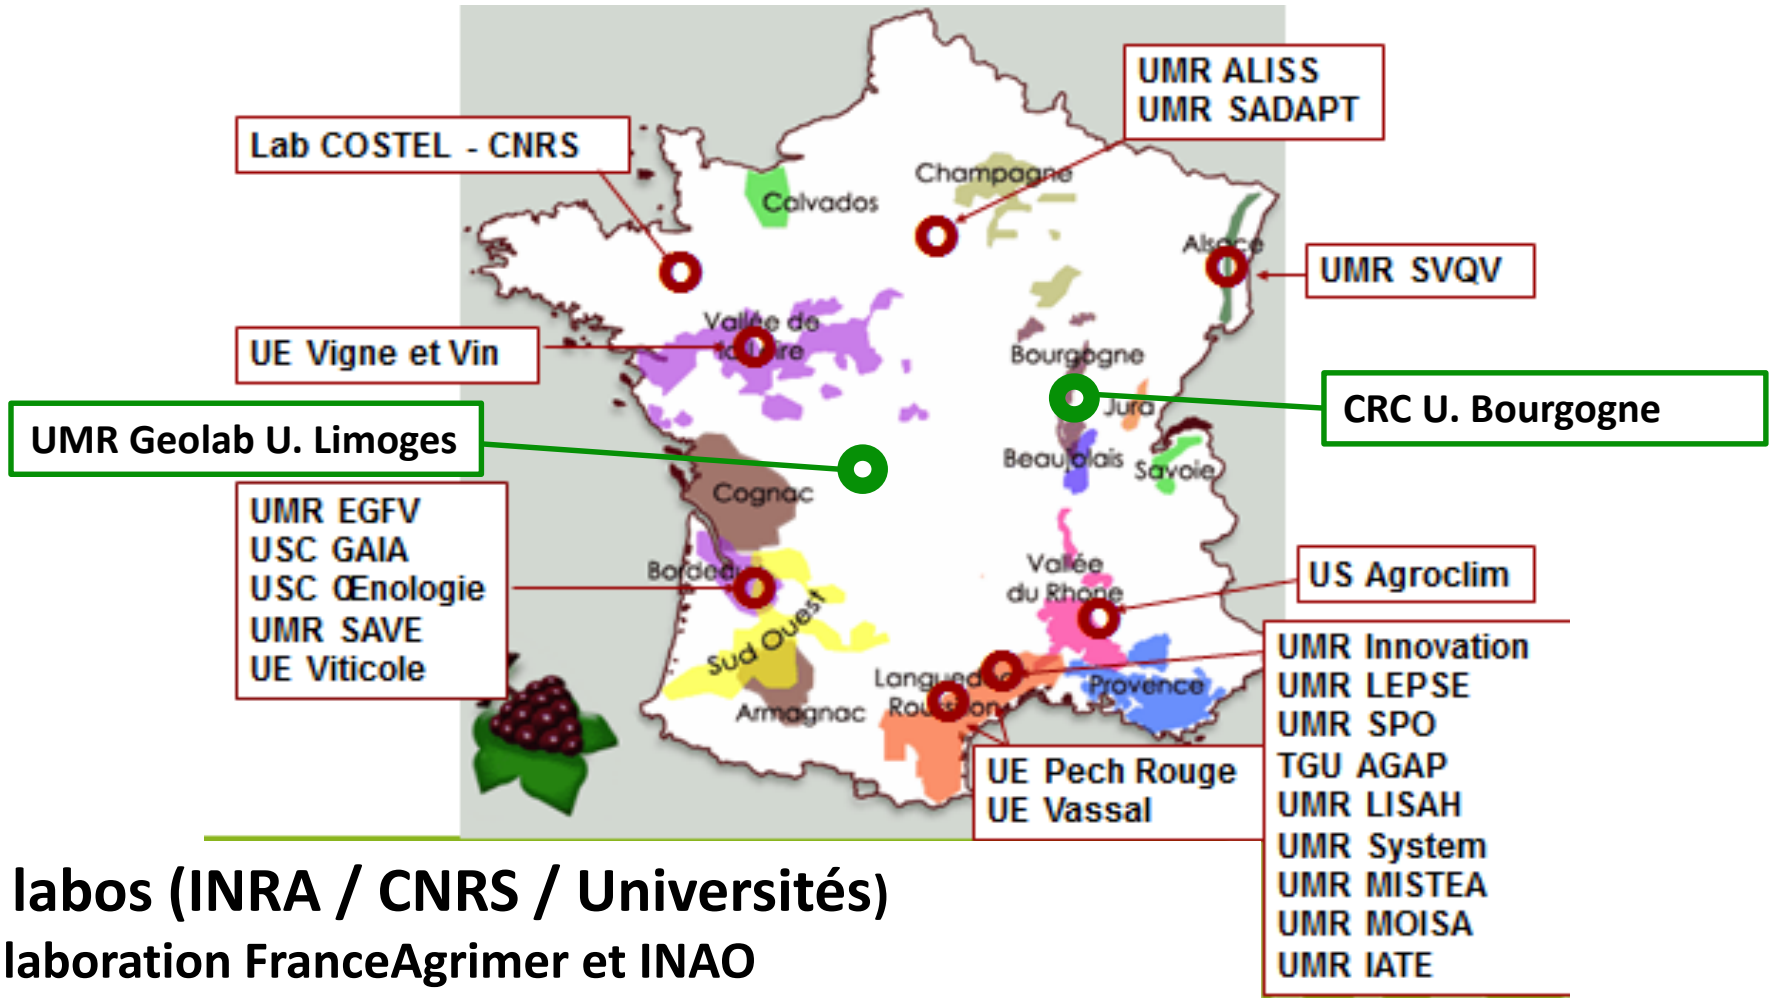 UMR ALISS
UMR SADAPT
Lab COSTEL - CNRS
Champagne
Calvados
Alsace
UMR SVQV
Vallée de
la Loire
UE Vigne et Vin
Bourgogne
Jura
CRC U. Bourgogne
UMR Geolab U. Limoges
Beaujolais
Savoie
Cognac
UMR EGFV
USC GAIA
USC Œnologie
UMR SAVE
UE Viticole
Bordeaux
Vallée
du Rhône
US Agroclim
Sud Ouest
Languedoc
Roussillon
Provence
Armagnac
UMR Innovation
UMR LEPSE
UMR SPO
TGU AGAP
UMR LISAH
UMR System
UMR MISTEA
UMR MOISA
UMR IATE
UE Pech Rouge
UE Vassal
labos (INRA / CNRS / Universités)
laboration FranceAgrimer et INAO